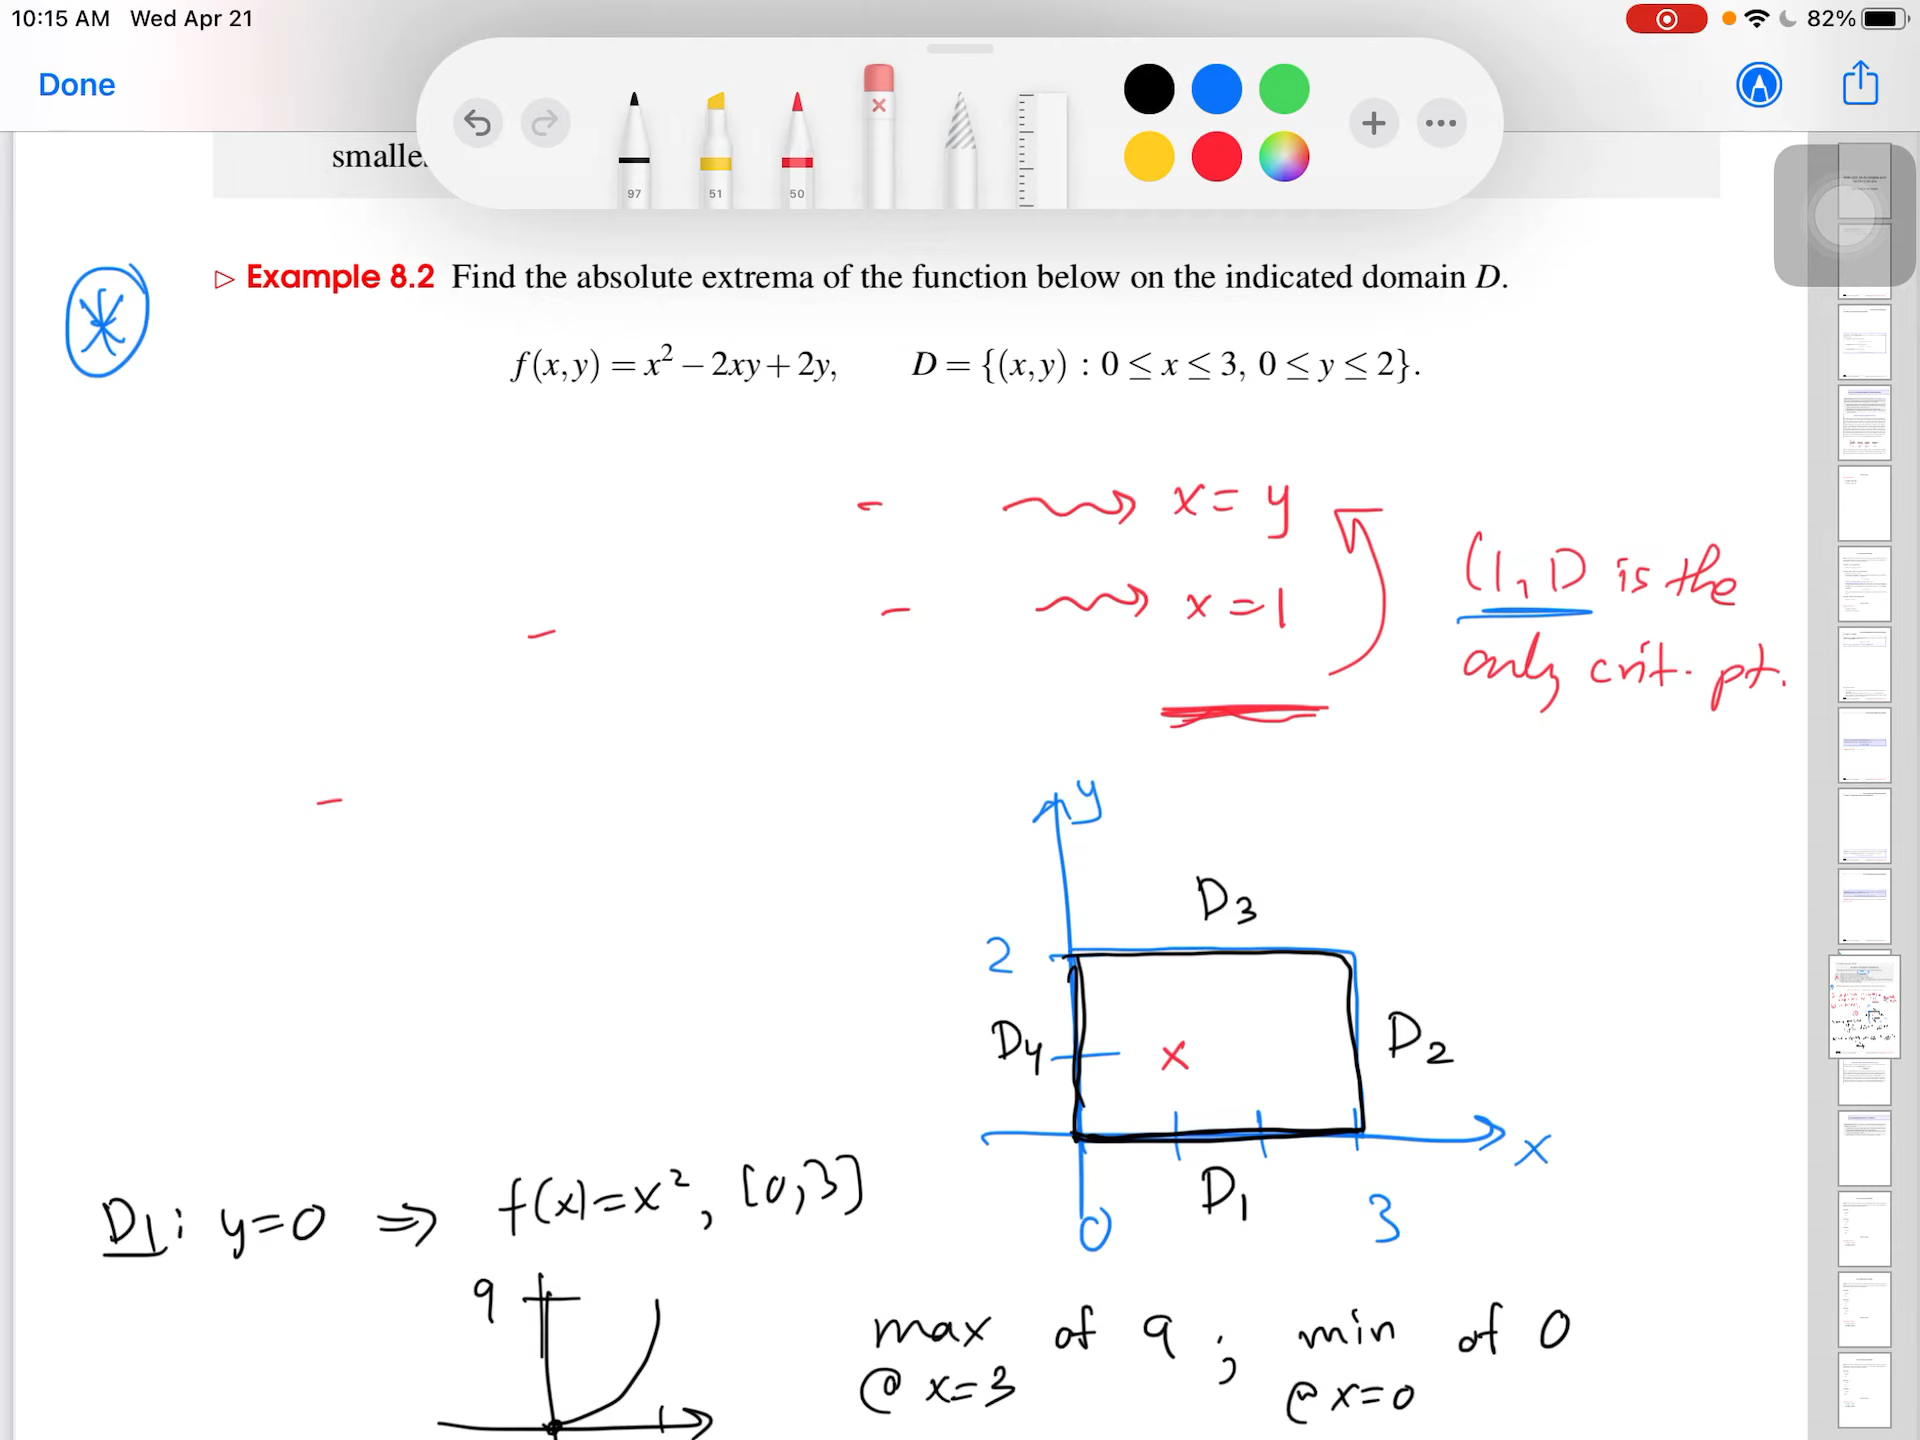 10:15 AM Wed Apr 21
82%
Done
97 51 50
smalle
▷ Example 8.2 Find the absolute extrema of the function below on the indicated domain D.
f(x,y) = x² − 2xy + 2y, D = {(x,y) : 0 ≤ x ≤ 3, 0 ≤ y ≤ 2}.
x = y
x = 1
(1,1) is the
only crit. pt.
y
D3
2
D4
D2
x
D1
0
3
D1: y=0 ⇒ f(x)=x², [0,3]
9
max of 9 ; min of 0
@ x=3 @ x=0